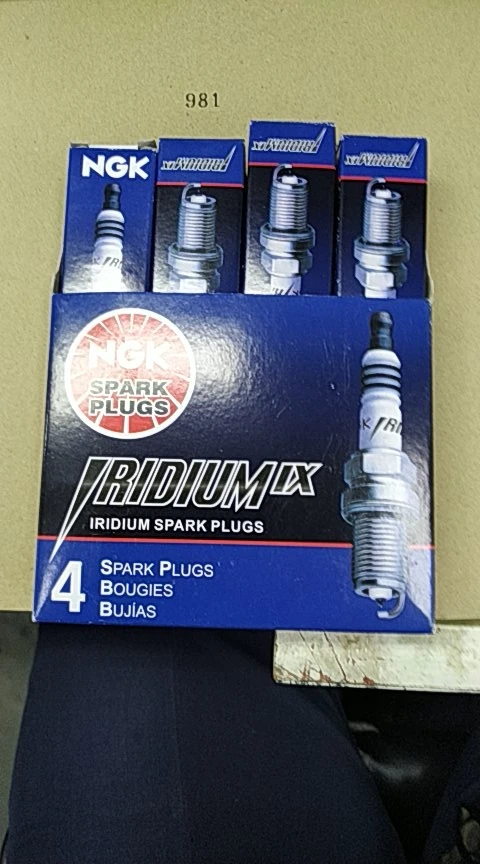 981
NGK
NGK
SPARK
PLUGS
IRIDIUM IX
IRIDIUM SPARK PLUGS
4 SPARK PLUGS
BOUGIES
BUJÍAS